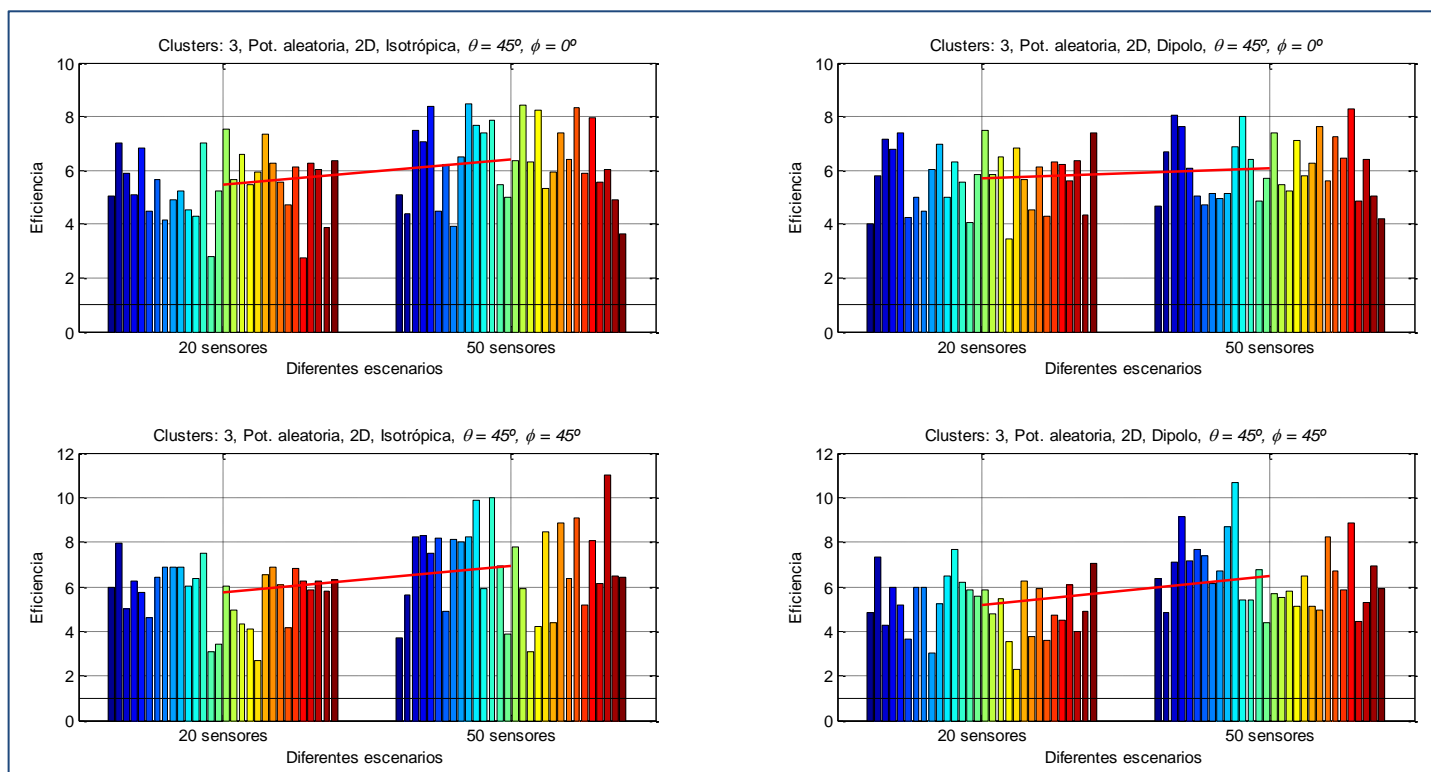 Clusters: 3, Pot. aleatoria, 2D, Isotrópica, θ = 45º, ϕ = 0º
10
8
6
4
2
0
Eficiencia
20 sensores
50 sensores
Diferentes escenarios
Clusters: 3, Pot. aleatoria, 2D, Dipolo, θ = 45º, ϕ = 0º
10
8
6
4
2
0
Eficiencia
20 sensores
50 sensores
Diferentes escenarios
Clusters: 3, Pot. aleatoria, 2D, Isotrópica, θ = 45º, ϕ = 45º
12
10
8
6
4
2
0
Eficiencia
20 sensores
50 sensores
Diferentes escenarios
Clusters: 3, Pot. aleatoria, 2D, Dipolo, θ = 45º, ϕ = 45º
12
10
8
6
4
2
0
Eficiencia
20 sensores
50 sensores
Diferentes escenarios